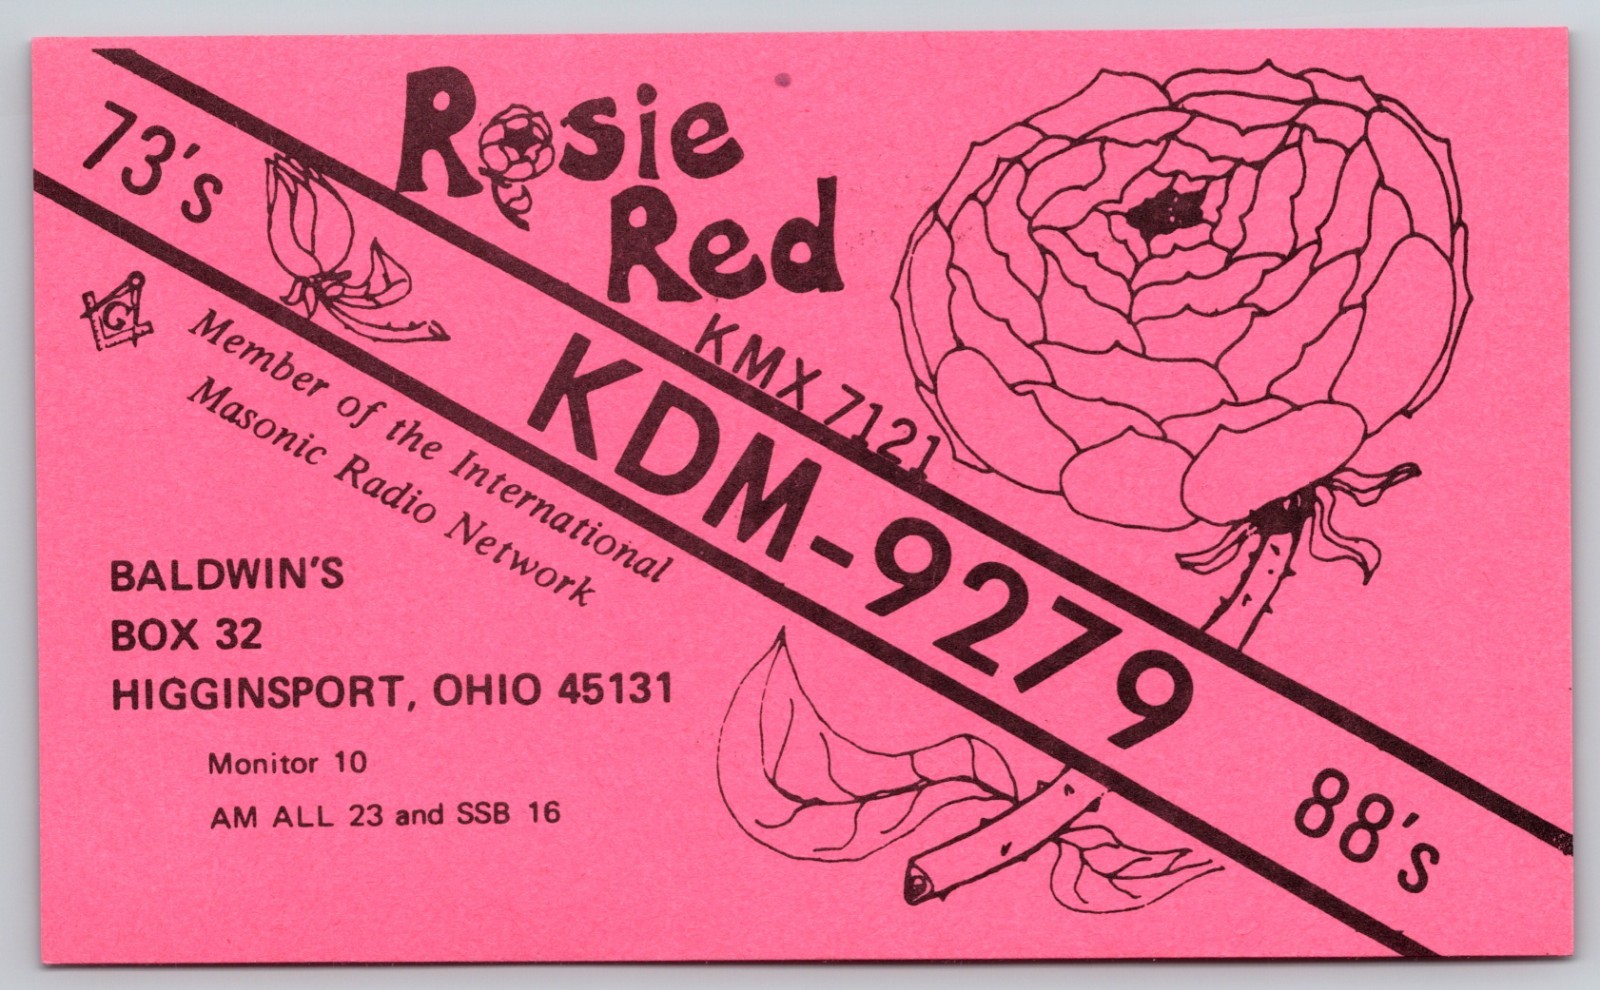 73's
Rosie
Red
KMX 7121
KDM-9279
G
Member of the International
Masonic Radio Network
BALDWIN'S
BOX 32
HIGGINSPORT, OHIO 45131
Monitor 10
AM ALL 23 and SSB 16
88's